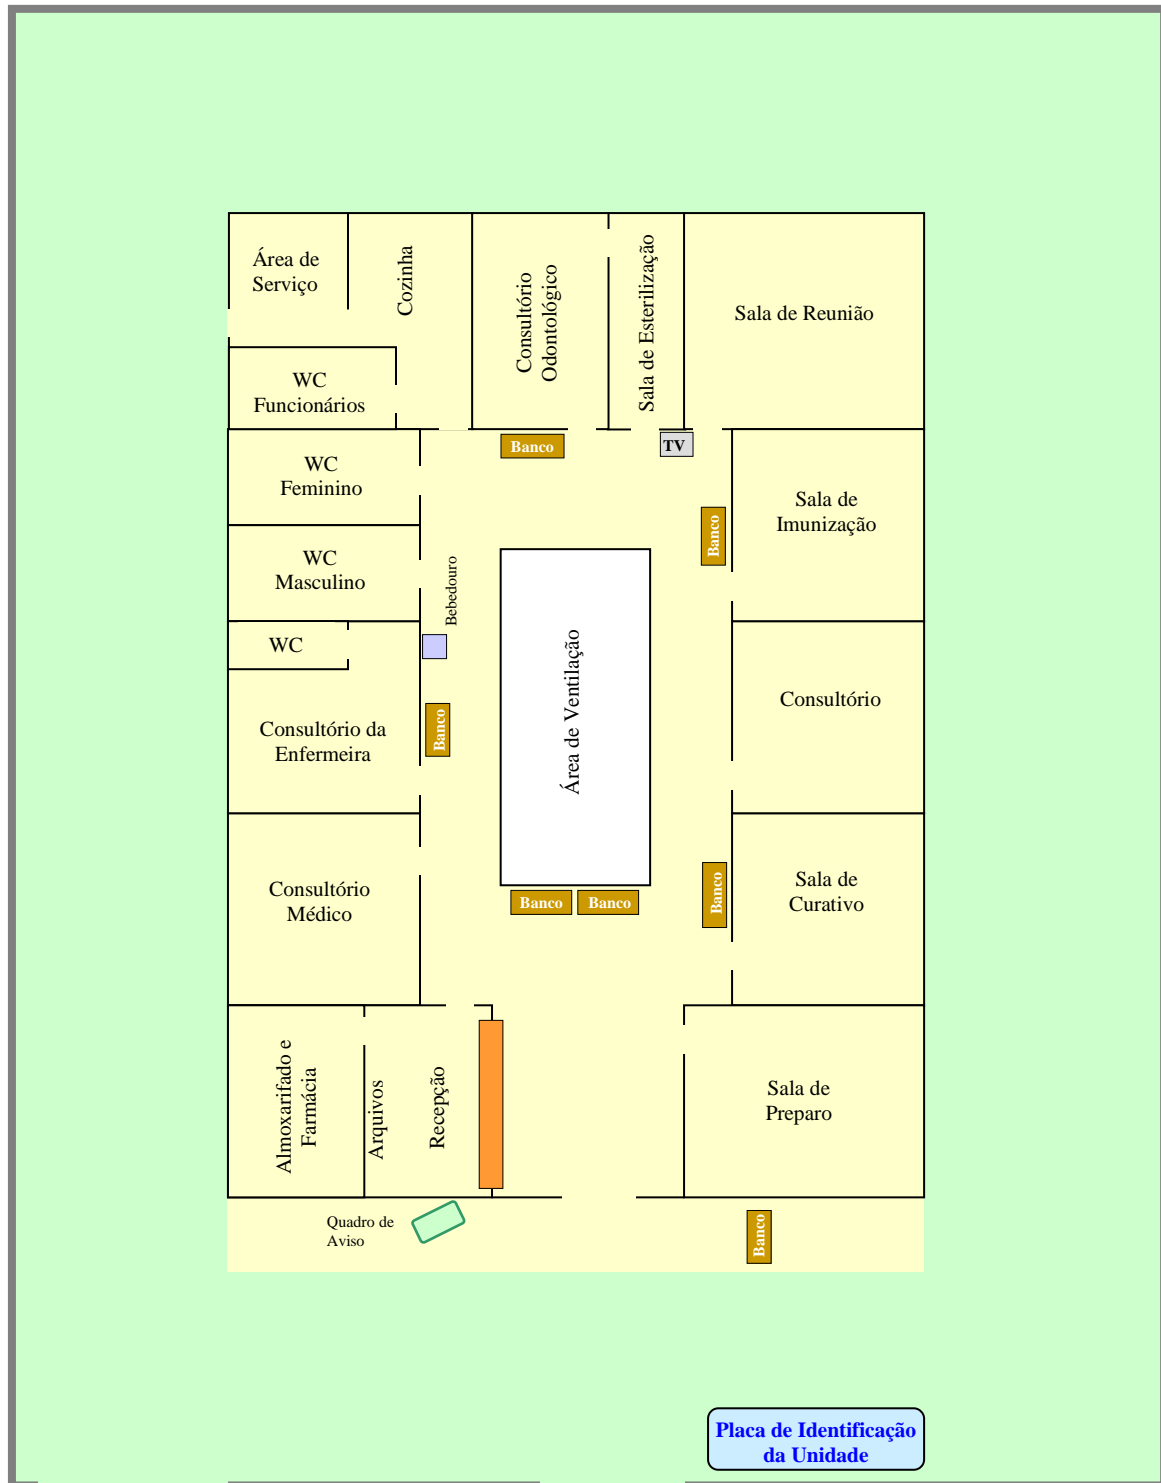 Área de
Serviço
Cozinha
Consultório
Odontológico
Sala de Esterilização
Sala de Reunião
WC
Funcionários
Banco
TV
WC
Feminino
Sala de
Imunização
Banco
WC
Masculino
Bebedouro
WC
Área de Ventilação
Consultório
Consultório da
Enfermeira
Banco
Consultório
Médico
Banco
Banco
Banco
Sala de
Curativo
Almoxarifado e
Farmácia
Arquivos
Recepção
Sala de
Preparo
Quadro de
Aviso
Banco
Placa de Identificação
da Unidade